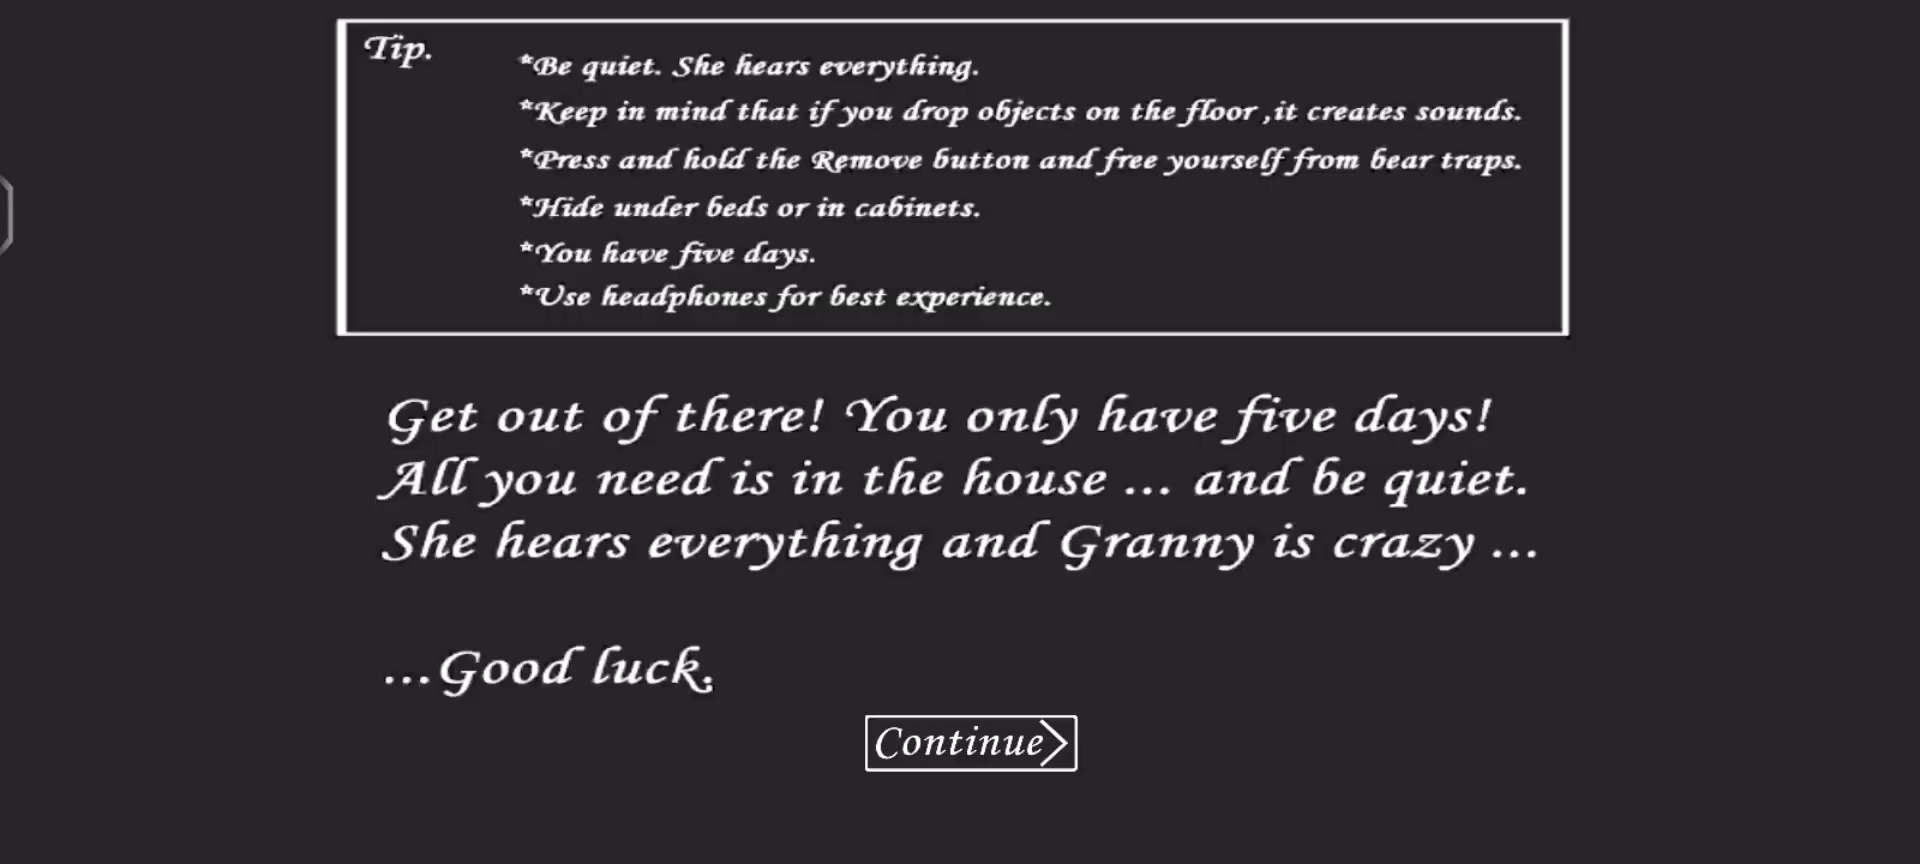 Tip.
*Be quiet. She hears everything.
*Keep in mind that if you drop objects on the floor ,it creates sounds.
*Press and hold the Remove button and free yourself from bear traps.
*Hide under beds or in cabinets.
*You have five days.
*Use headphones for best experience.
Get out of there! You only have five days!
All you need is in the house ... and be quiet.
She hears everything and Granny is crazy ...
...Good luck.
Continue